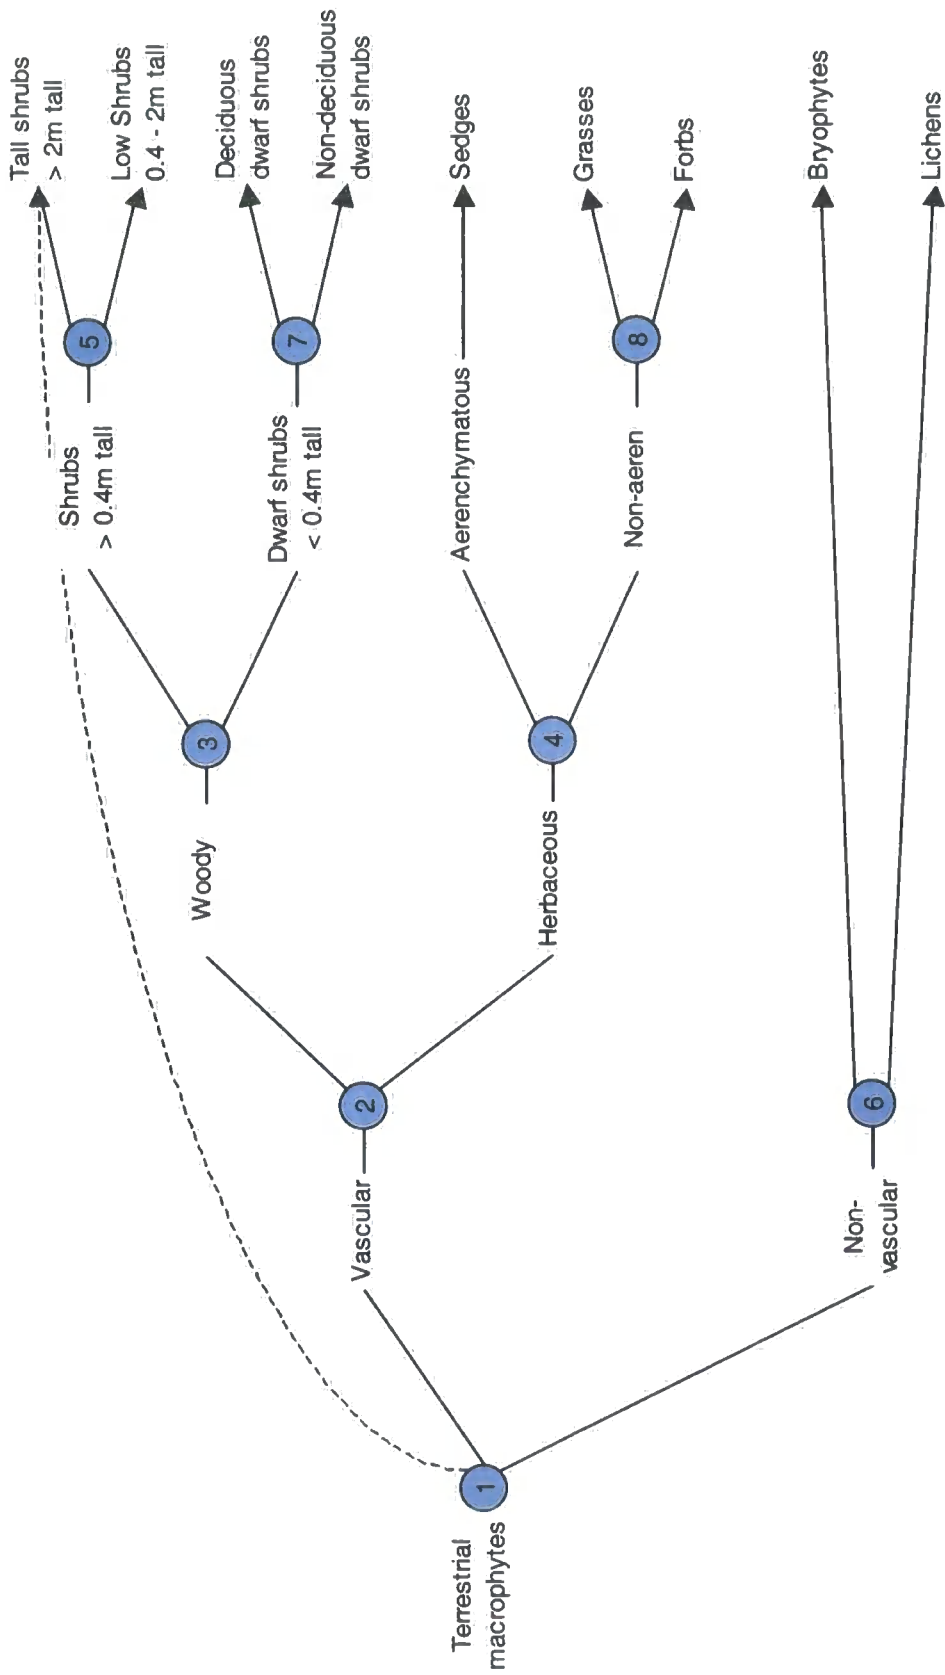 Terrestrial
macrophytes
1
Vascular
Non-
vascular
2
6
Woody
Herbaceous
3
4
Shrubs
> 0.4m tall
Dwarf shrubs
< 0.4m tall
Aerenchymatous
Non-aeren
5
7
8
Tall shrubs
> 2m tall
Low Shrubs
0.4 - 2m tall
Deciduous
dwarf shrubs
Non-deciduous
dwarf shrubs
Sedges
Grasses
Forbs
Bryophytes
Lichens